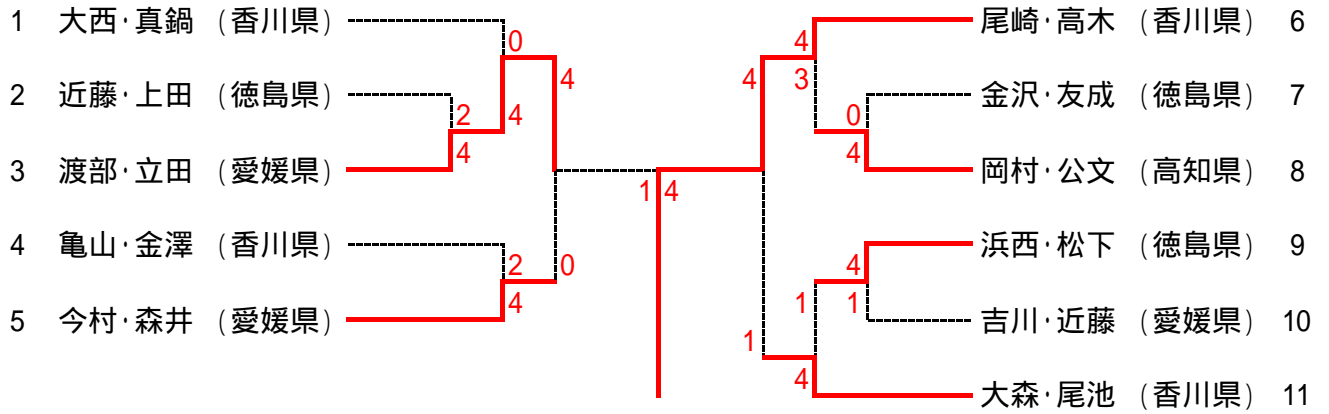 1 大西・真鍋 (香川県)
0
2 近藤・上田 (徳島県)
2
4
4
4
3 渡部・立田 (愛媛県)
4 亀山・金澤 (香川県)
2
0
4
5 今村・森井 (愛媛県)
1
4
尾崎・高木 (香川県) 6
4
4
3
金沢・友成 (徳島県) 7
0
4
岡村・公文 (高知県) 8
浜西・松下 (徳島県) 9
4
1
1
吉川・近藤 (愛媛県) 10
1
4
大森・尾池 (香川県) 11